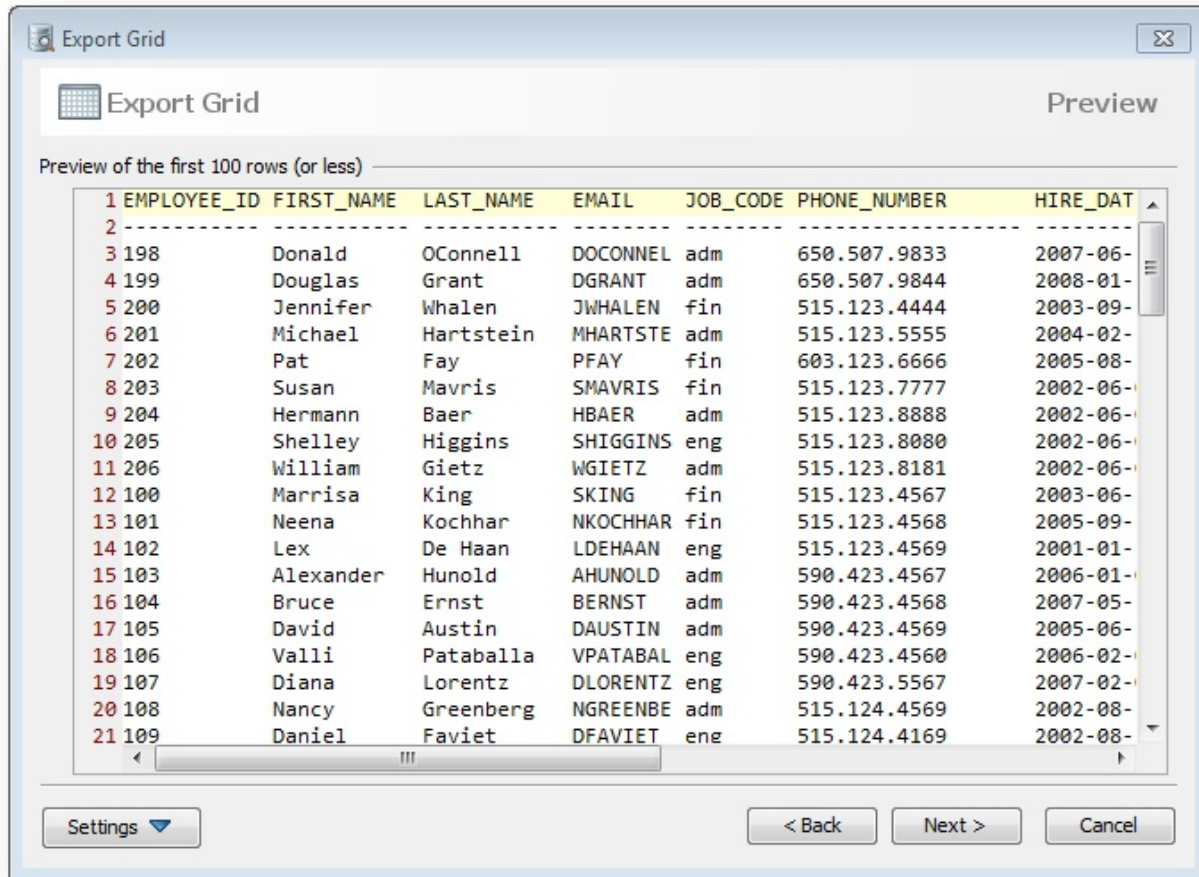 Export Grid
Export Grid Preview
Preview of the first 100 rows (or less)
1 EMPLOYEE_ID FIRST_NAME LAST_NAME EMAIL JOB_CODE PHONE_NUMBER HIRE_DAT
2 ----------- ----------- ----------- -------- -------- ------------------ --------
3 198 Donald OConnell DOCONNEL adm 650.507.9833 2007-06-
4 199 Douglas Grant DGRANT adm 650.507.9844 2008-01-
5 200 Jennifer Whalen JWHALEN fin 515.123.4444 2003-09-
6 201 Michael Hartstein MHARTSTE adm 515.123.5555 2004-02-
7 202 Pat Fay PFAY fin 603.123.6666 2005-08-
8 203 Susan Mavris SMAVRIS fin 515.123.7777 2002-06-
9 204 Hermann Baer HBAER adm 515.123.8888 2002-06-
10 205 Shelley Higgins SHIGGINS eng 515.123.8080 2002-06-
11 206 William Gietz WGIETZ adm 515.123.8181 2002-06-
12 100 Marrisa King SKING fin 515.123.4567 2003-06-
13 101 Neena Kochhar NKOCHHAR fin 515.123.4568 2005-09-
14 102 Lex De Haan LDEHAAN eng 515.123.4569 2001-01-
15 103 Alexander Hunold AHUNOLD adm 590.423.4567 2006-01-
16 104 Bruce Ernst BERNST adm 590.423.4568 2007-05-
17 105 David Austin DAUSTIN adm 590.423.4569 2005-06-
18 106 Valli Pataballa VPATABAL eng 590.423.4560 2006-02-
19 107 Diana Lorentz DLORENTZ eng 590.423.5567 2007-02-
20 108 Nancy Greenberg NGREENBE adm 515.124.4569 2002-08-
21 109 Daniel Faviet DFAVIET eng 515.124.4169 2002-08-
Settings < Back Next > Cancel